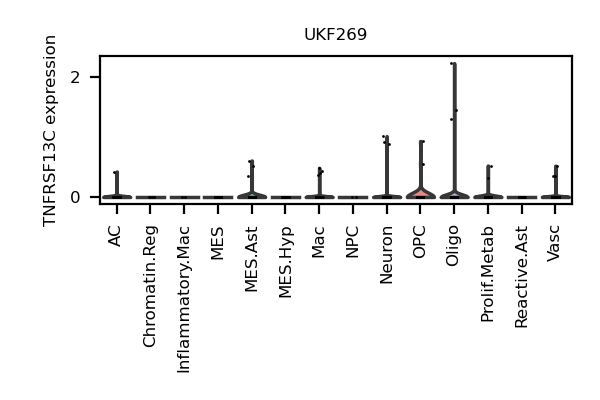 UKF269
TNFRSF13C expression
2
0
AC
Chromatin.Reg
Inflammatory.Mac
MES
MES.Ast
MES.Hyp
Mac
NPC
Neuron
OPC
Oligo
Prolif.Metab
Reactive.Ast
Vasc